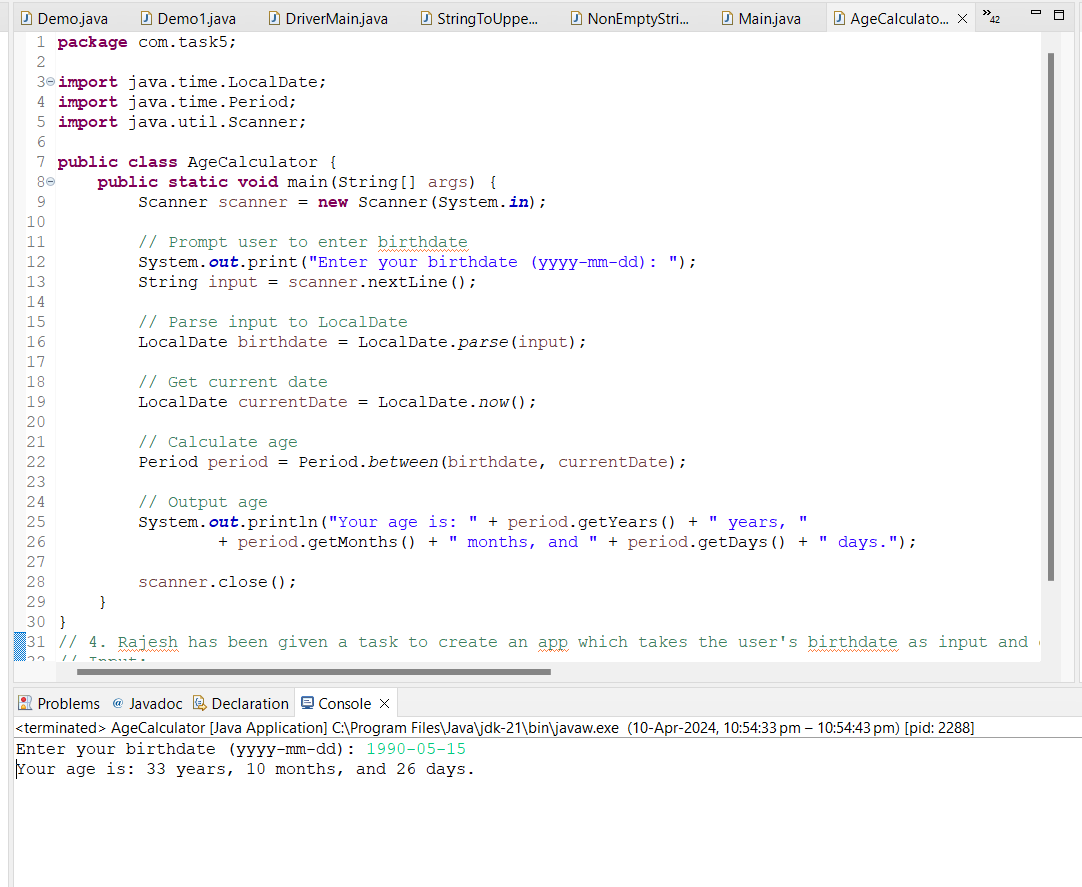 Demo.java Demo1.java DriverMain.java StringToUppe... NonEmptyStri... Main.java AgeCalculato... »42
1 package com.task5;
2
3 import java.time.LocalDate;
4 import java.time.Period;
5 import java.util.Scanner;
6
7 public class AgeCalculator {
8 public static void main(String[] args) {
9 Scanner scanner = new Scanner(System.in);
10
11 // Prompt user to enter birthdate
12 System.out.print("Enter your birthdate (yyyy-mm-dd): ");
13 String input = scanner.nextLine();
14
15 // Parse input to LocalDate
16 LocalDate birthdate = LocalDate.parse(input);
17
18 // Get current date
19 LocalDate currentDate = LocalDate.now();
20
21 // Calculate age
22 Period period = Period.between(birthdate, currentDate);
23
24 // Output age
25 System.out.println("Your age is: " + period.getYears() + " years, "
26 + period.getMonths() + " months, and " + period.getDays() + " days.");
27
28 scanner.close();
29 }
30 }
31 // 4. Rajesh has been given a task to create an app which takes the user's birthdate as input and
32 // Input:
Problems Javadoc Declaration Console
<terminated> AgeCalculator [Java Application] C:\Program Files\Java\jdk-21\bin\javaw.exe (10-Apr-2024, 10:54:33 pm – 10:54:43 pm) [pid: 2288]
Enter your birthdate (yyyy-mm-dd): 1990-05-15
Your age is: 33 years, 10 months, and 26 days.